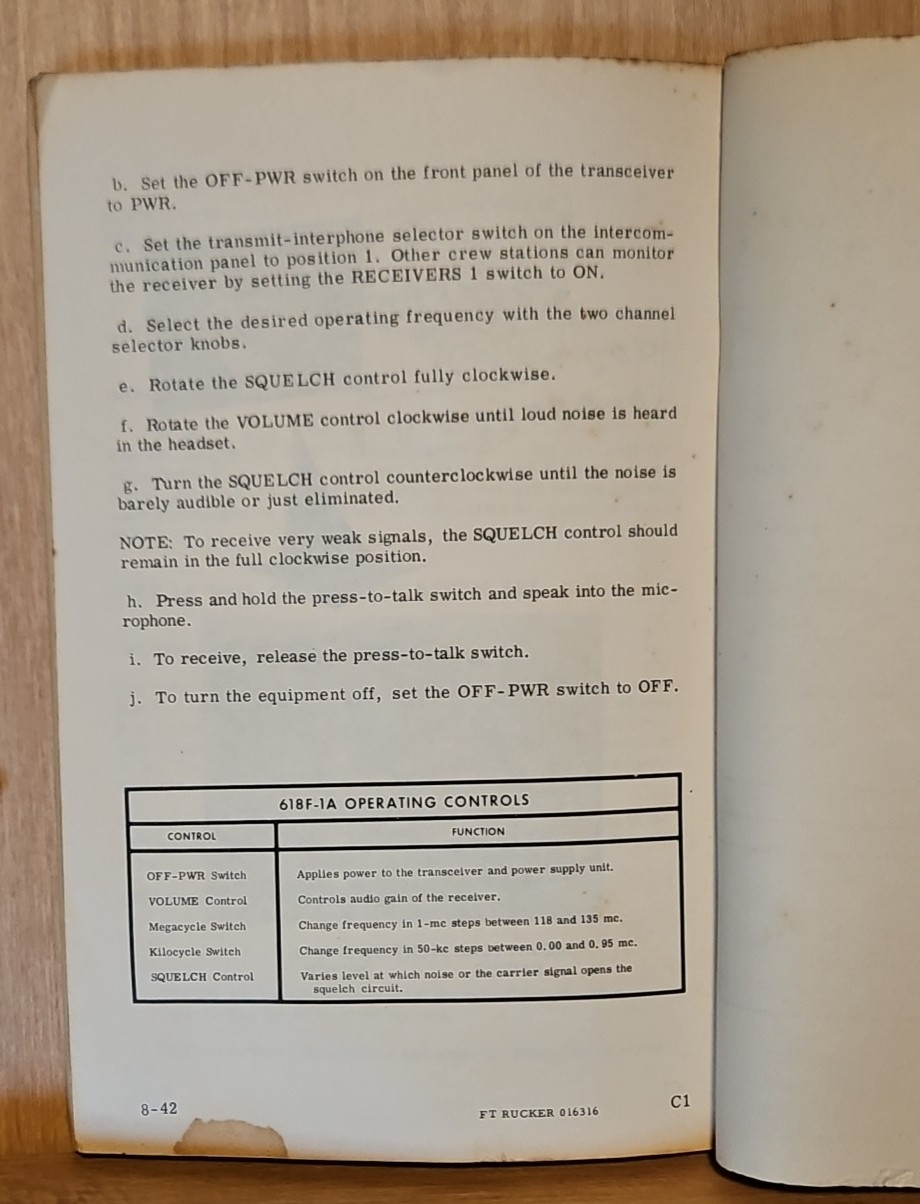 b. Set the OFF-PWR switch on the front panel of the transceiver
to PWR.
c. Set the transmit-interphone selector switch on the intercom-
munication panel to position 1. Other crew stations can monitor
the receiver by setting the RECEIVERS 1 switch to ON.
d. Select the desired operating frequency with the two channel
selector knobs.
e. Rotate the SQUELCH control fully clockwise.
f. Rotate the VOLUME control clockwise until loud noise is heard
in the headset.
g. Turn the SQUELCH control counterclockwise until the noise is
barely audible or just eliminated.
NOTE: To receive very weak signals, the SQUELCH control should
remain in the full clockwise position.
h. Press and hold the press-to-talk switch and speak into the mic-
rophone.
i. To receive, release the press-to-talk switch.
j. To turn the equipment off, set the OFF-PWR switch to OFF.
618F-1A OPERATING CONTROLS
CONTROL FUNCTION
OFF-PWR Switch Applies power to the transceiver and power supply unit.
VOLUME Control Controls audio gain of the receiver.
Megacycle Switch Change frequency in 1-mc steps between 118 and 135 mc.
Kilocycle Switch Change frequency in 50-kc steps between 0.00 and 0.95 mc.
SQUELCH Control Varies level at which noise or the carrier signal opens the
squelch circuit.
8-42 FT RUCKER 016316 C1